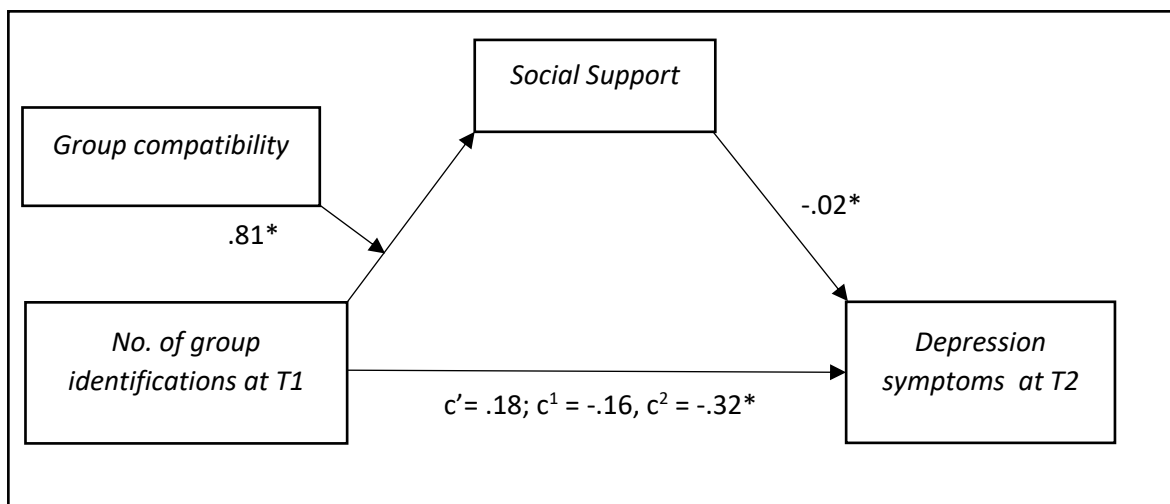 Social Support
Group compatibility
.81*
-.02*
No. of group
identifications at T1
Depression
symptoms at T2
c’= .18; c¹ = -.16, c² = -.32*